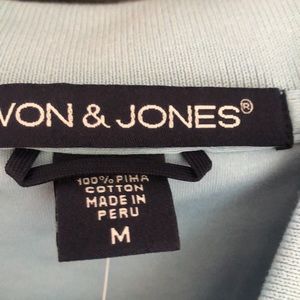 VON & JONES®
100% PIMA
COTTON
MADE IN
PERU
M